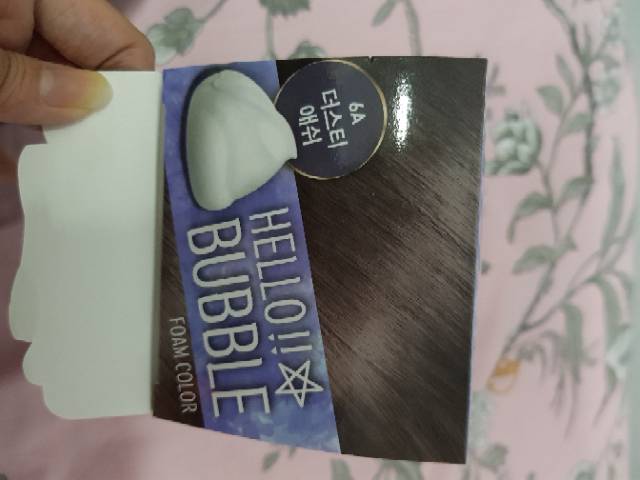 6A
더스티
애쉬
HELLO!!
BUBBLE
FOAM COLOR